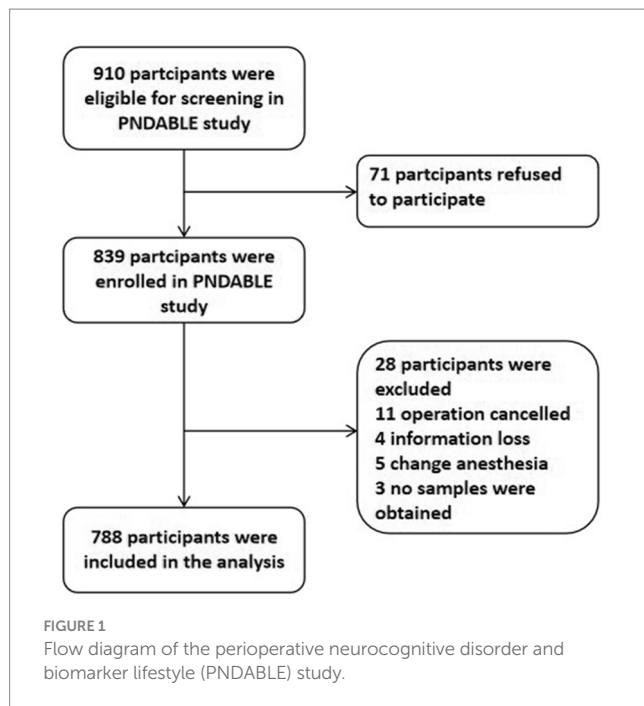 910 partcipants were
eligible for screening in
PNDABLE study
71 partcipants refused
to participate
839 partcipants were
enrolled in PNDABLE
study
28 participants were
excluded
11 operation cancelled
4 information loss
5 change anesthesia
3 no samples were
obtained
788 participants were
included in the analysis
FIGURE 1
Flow diagram of the perioperative neurocognitive disorder and
biomarker lifestyle (PNDABLE) study.